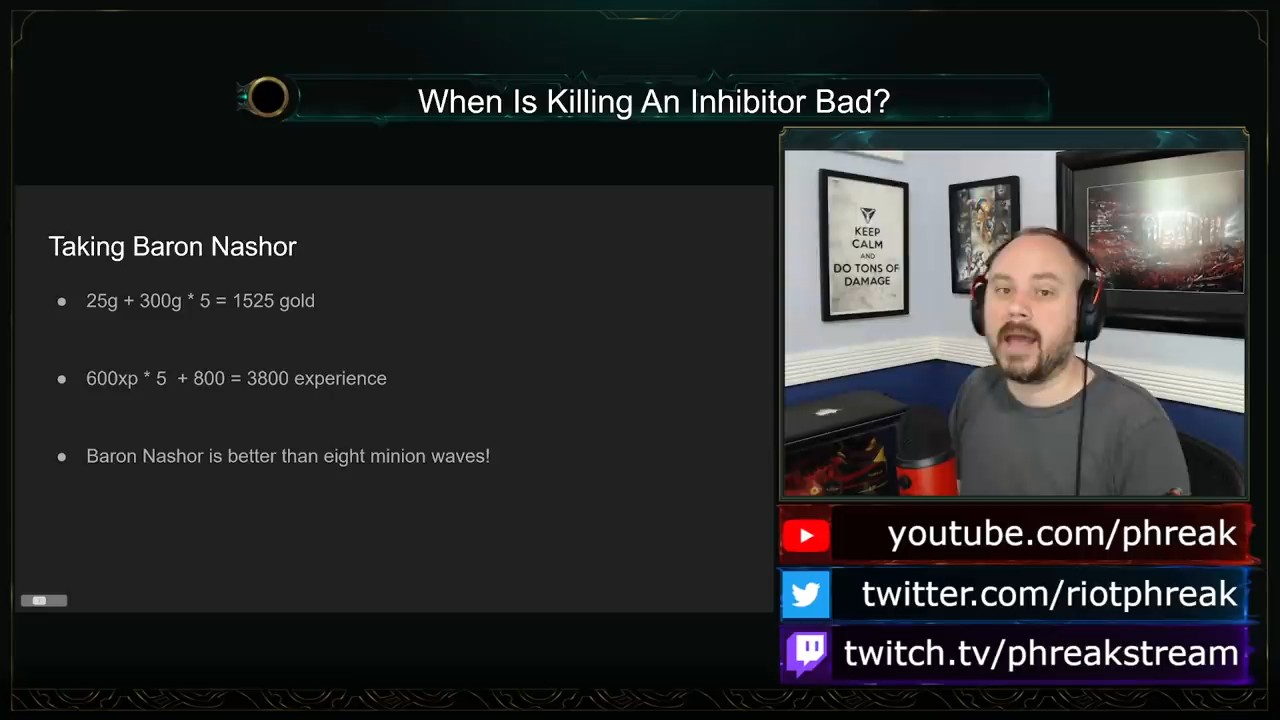 When Is Killing An Inhibitor Bad?
Taking Baron Nashor
25g + 300g * 5 = 1525 gold
600xp * 5 + 800 = 3800 experience
Baron Nashor is better than eight minion waves!
KEEP
CALM
AND
DO TONS OF
DAMAGE
youtube.com/phreak
twitter.com/riotphreak
twitch.tv/phreakstream